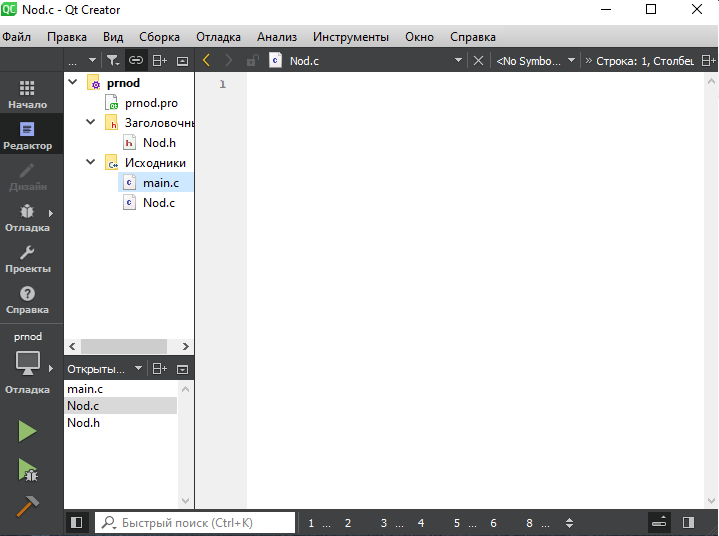 Nod.c - Qt Creator
Файл Правка Вид Сборка Отладка Анализ Инструменты Окно Справка
... Nod.c <No Symbo... » Строка: 1, Столбец
Начало
Редактор
Дизайн
Отладка
Проекты
Справка
prnod
Отладка
prnod
prnod.pro
Заголовочны
Nod.h
Исходники
main.c
Nod.c
Открыты...
main.c
Nod.c
Nod.h
1
Быстрый поиск (Ctrl+K) 1 ... 2 3 ... 4 5 ... 6 8 ...